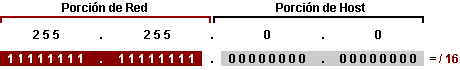 Porción de Red Porción de Host
255 . 255 . 0 . 0
11111111 . 11111111 . 00000000 . 00000000 = / 16